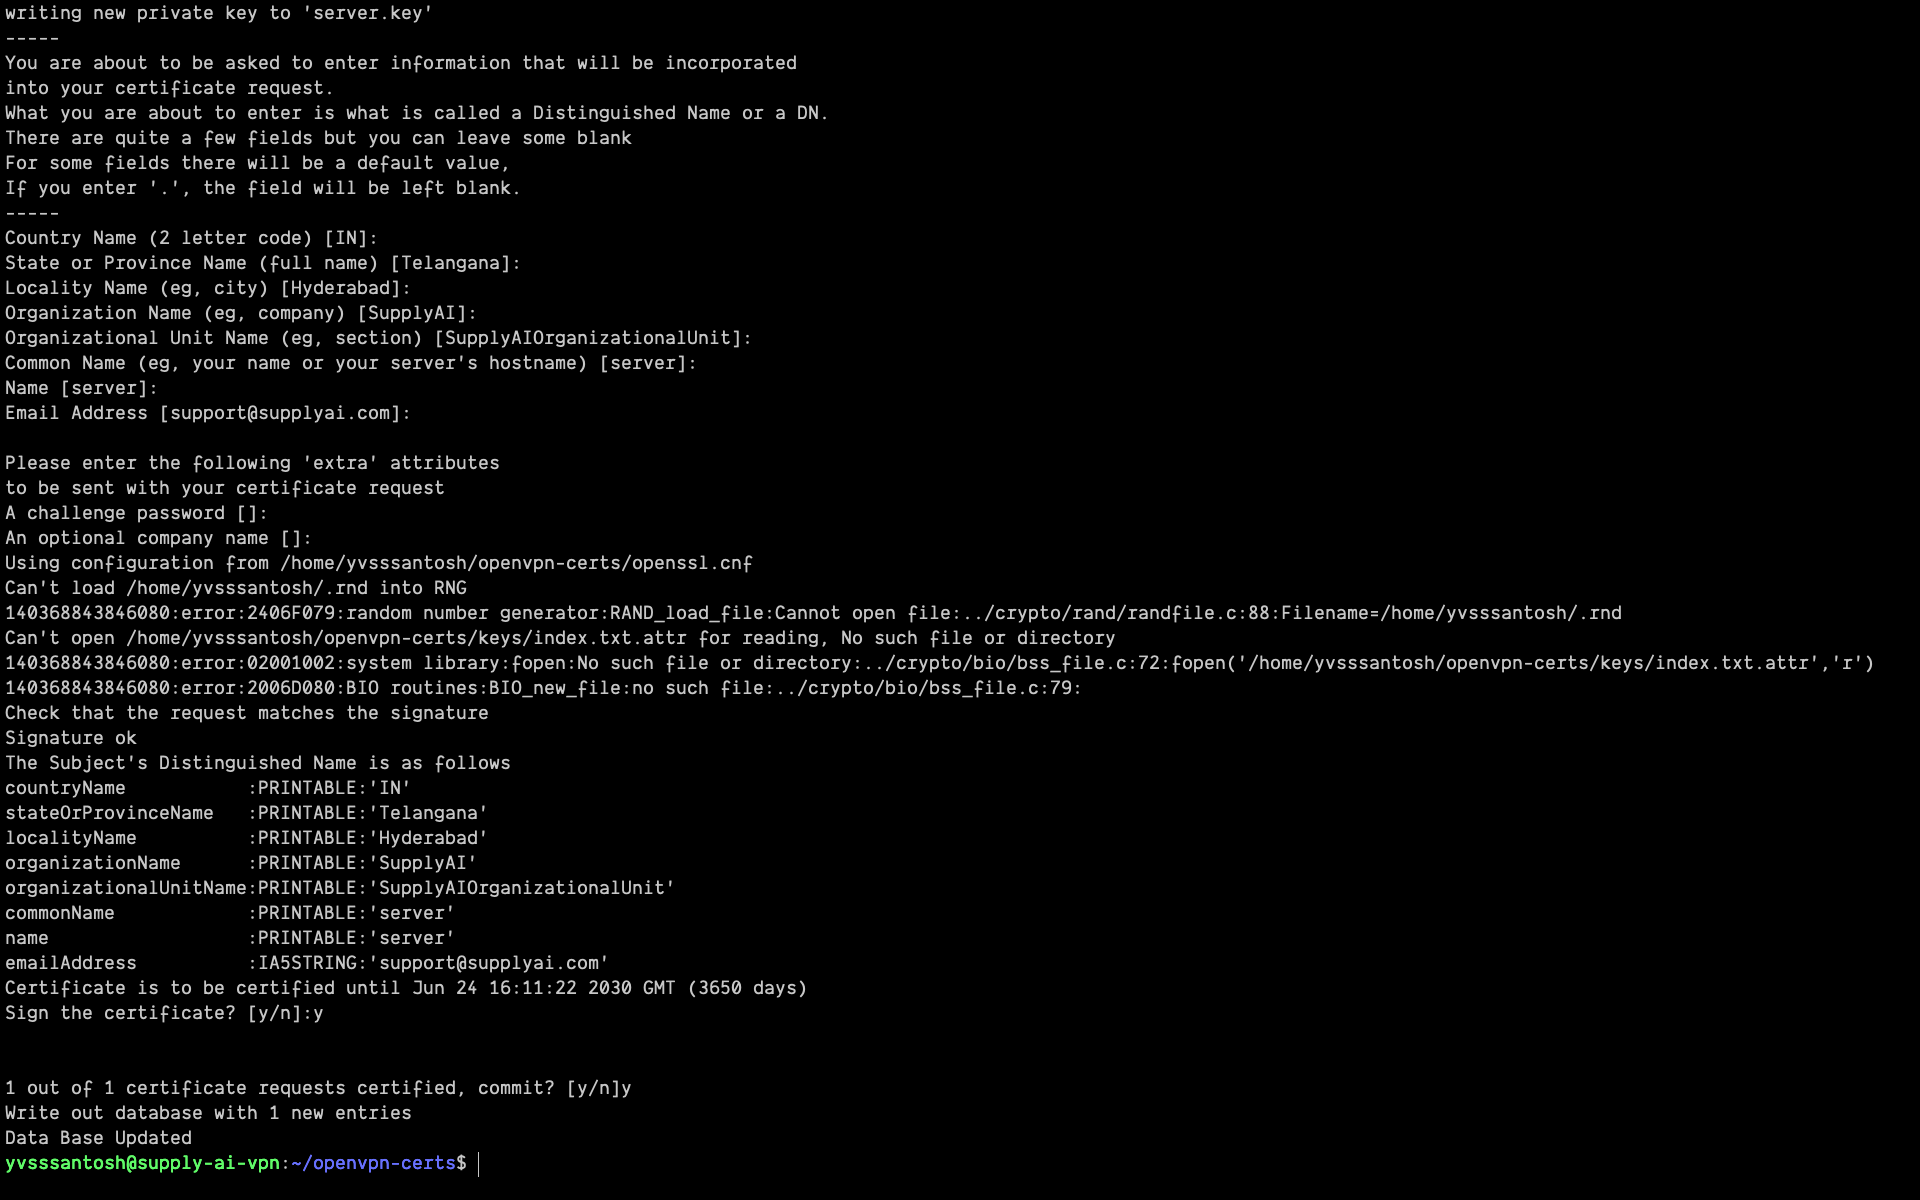 writing new private key to 'server.key'
-----
You are about to be asked to enter information that will be incorporated
into your certificate request.
What you are about to enter is what is called a Distinguished Name or a DN.
There are quite a few fields but you can leave some blank
For some fields there will be a default value,
If you enter '.', the field will be left blank.
-----
Country Name (2 letter code) [IN]:
State or Province Name (full name) [Telangana]:
Locality Name (eg, city) [Hyderabad]:
Organization Name (eg, company) [SupplyAI]:
Organizational Unit Name (eg, section) [SupplyAIOrganizationalUnit]:
Common Name (eg, your name or your server's hostname) [server]:
Name [server]:
Email Address [support@supplyai.com]:

Please enter the following 'extra' attributes
to be sent with your certificate request
A challenge password []:
An optional company name []:
Using configuration from /home/yvsssantosh/openvpn-certs/openssl.cnf
Can't load /home/yvsssantosh/.rnd into RNG
140368843846080:error:2406F079:random number generator:RAND_load_file:Cannot open file:../crypto/rand/randfile.c:88:Filename=/home/yvsssantosh/.rnd
Can't open /home/yvsssantosh/openvpn-certs/keys/index.txt.attr for reading, No such file or directory
140368843846080:error:02001002:system library:fopen:No such file or directory:../crypto/bio/bss_file.c:72:fopen('/home/yvsssantosh/openvpn-certs/keys/index.txt.attr','r')
140368843846080:error:2006D080:BIO routines:BIO_new_file:no such file:../crypto/bio/bss_file.c:79:
Check that the request matches the signature
Signature ok
The Subject's Distinguished Name is as follows
countryName           :PRINTABLE:'IN'
stateOrProvinceName   :PRINTABLE:'Telangana'
localityName          :PRINTABLE:'Hyderabad'
organizationName      :PRINTABLE:'SupplyAI'
organizationalUnitName:PRINTABLE:'SupplyAIOrganizationalUnit'
commonName            :PRINTABLE:'server'
name                  :PRINTABLE:'server'
emailAddress          :IA5STRING:'support@supplyai.com'
Certificate is to be certified until Jun 24 16:11:22 2030 GMT (3650 days)
Sign the certificate? [y/n]:y

1 out of 1 certificate requests certified, commit? [y/n]y
Write out database with 1 new entries
Data Base Updated
yvsssantosh@supply-ai-vpn:~/openvpn-certs$